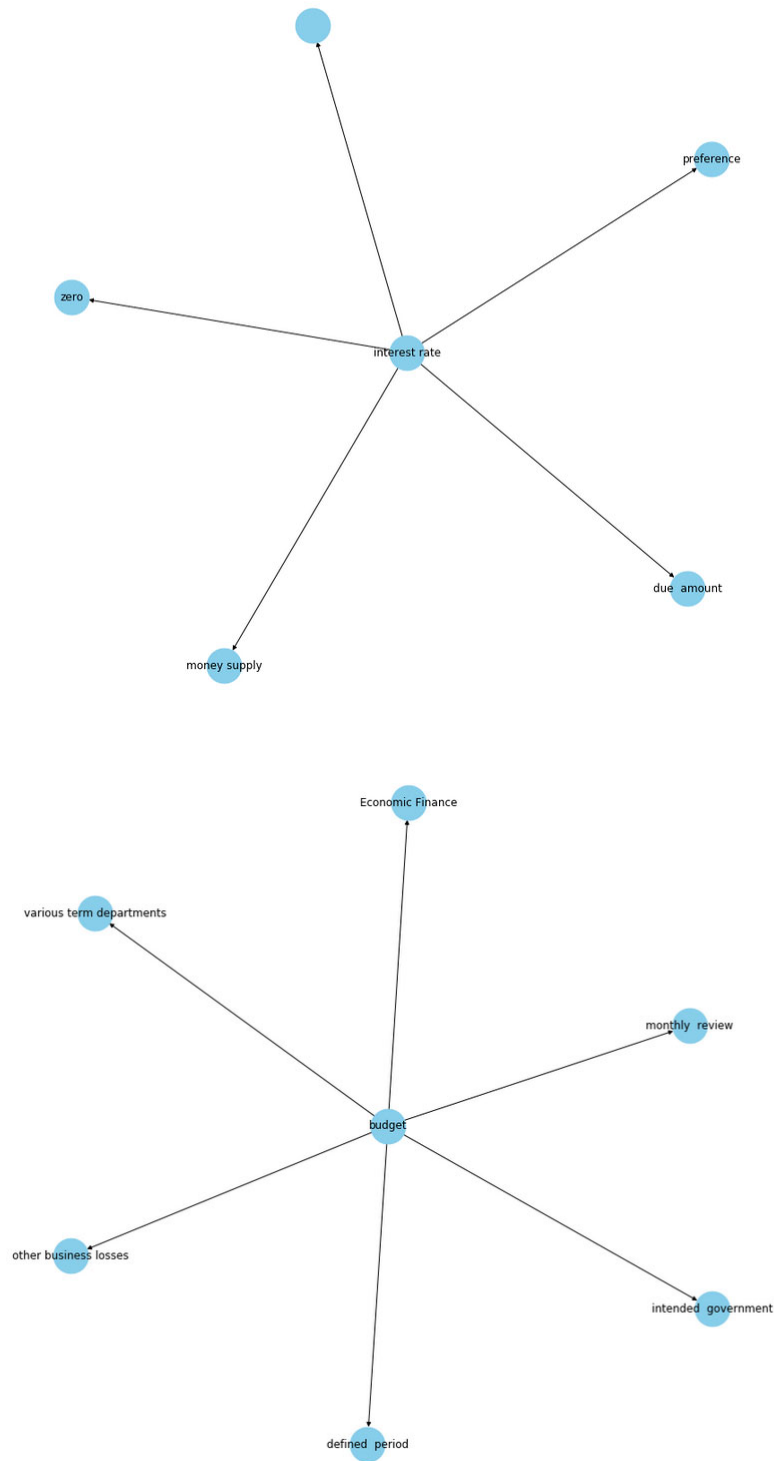 preference
zero
interest rate
due  amount
money supply
Economic Finance
various term departments
monthly  review
budget
other business losses
intended  government
defined  period